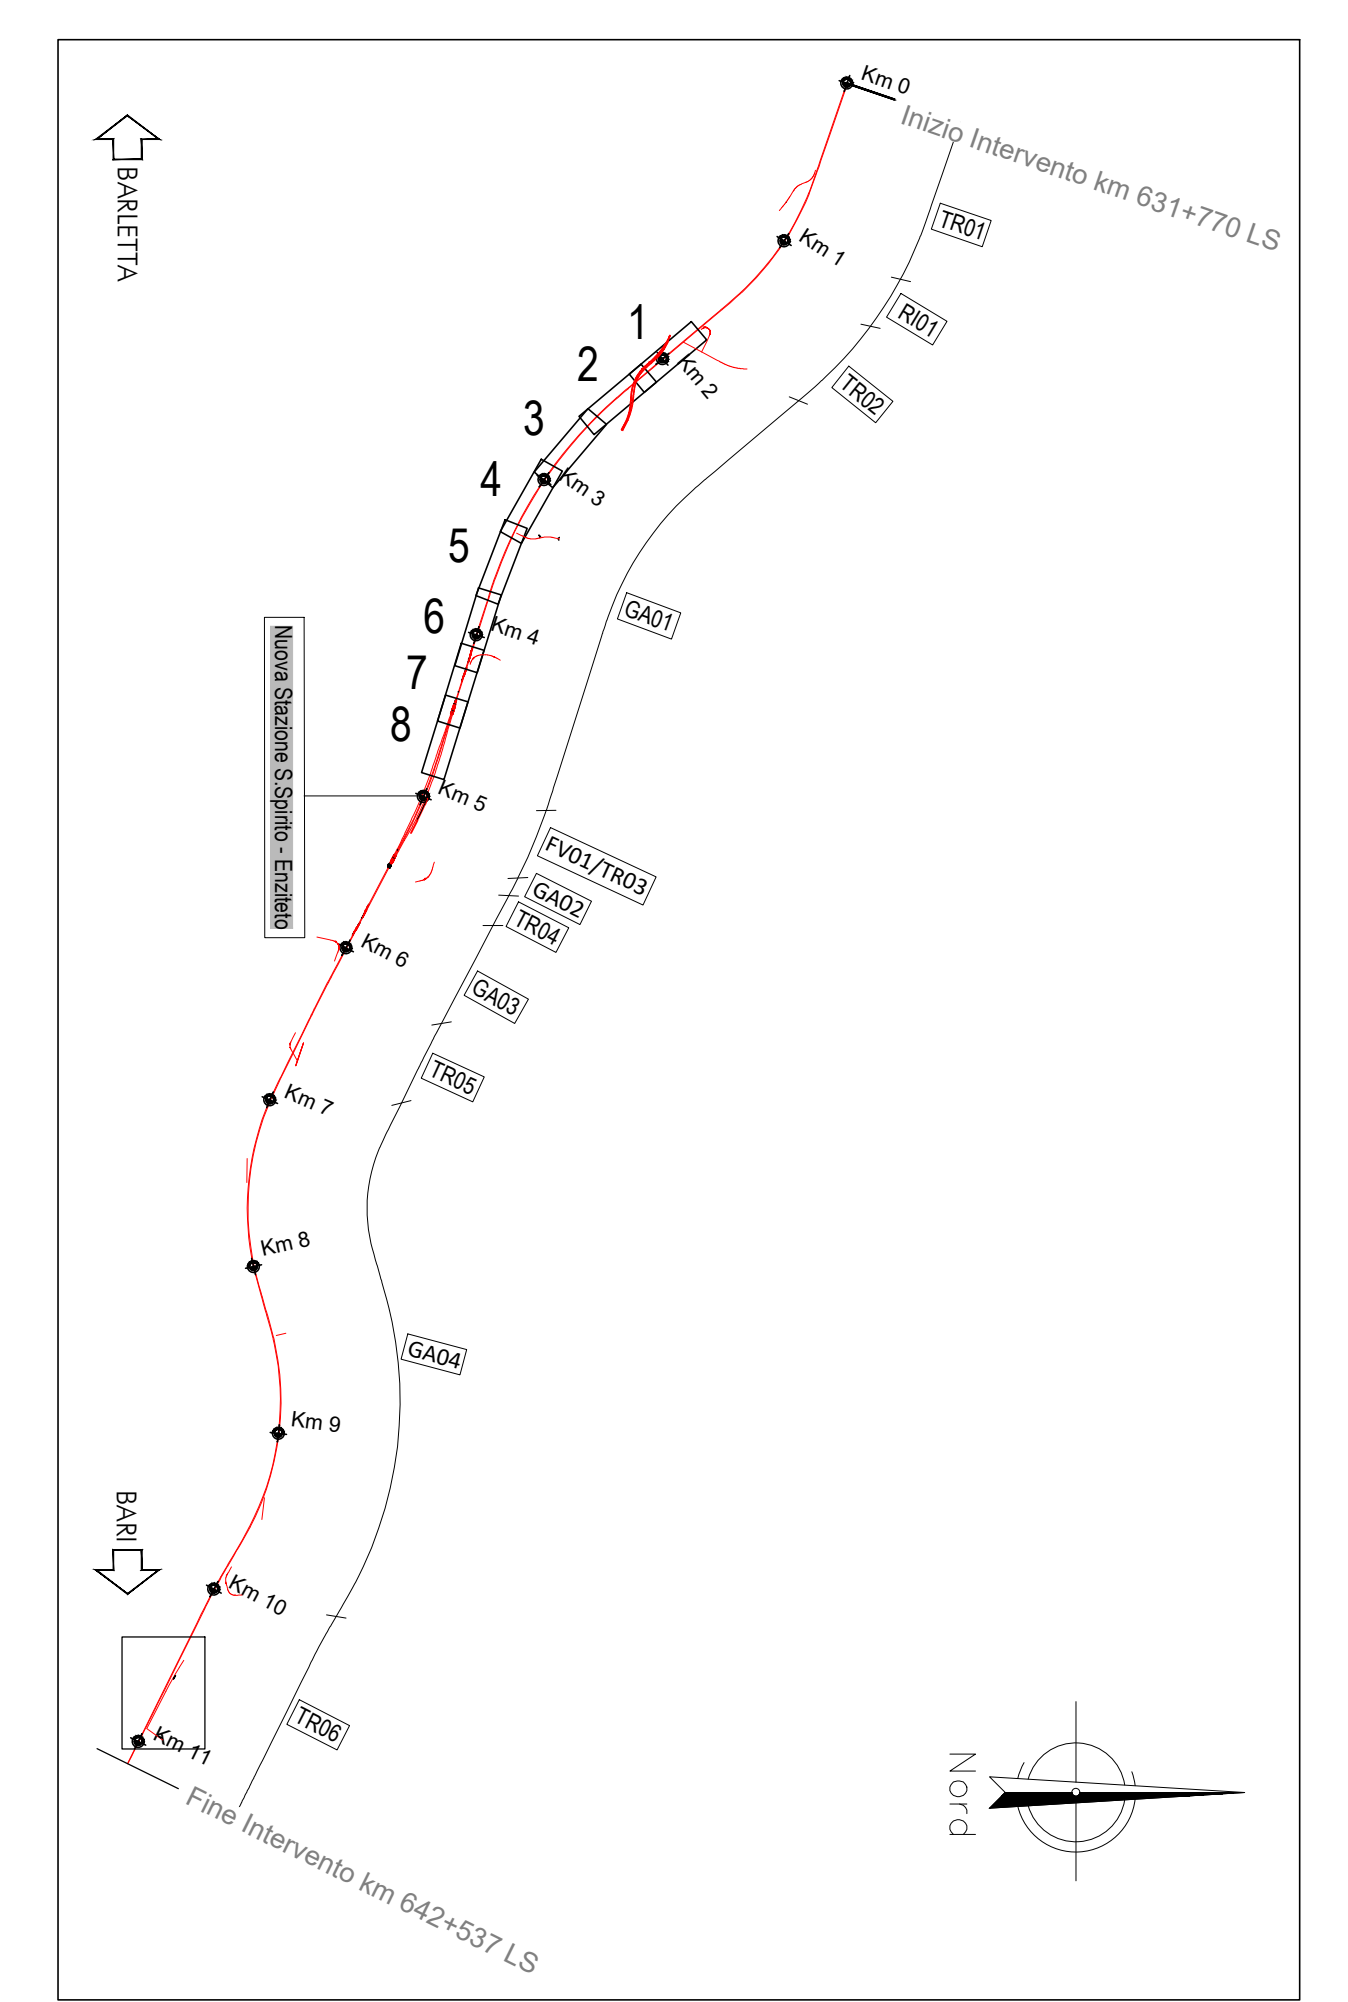 Km 0
Inizio Intervento km 631+770 LS
BARLETTA
TR01
Km 1
RI01
1
Km 2
2
TR02
3
Km 3
4
5
GA01
6
Km 4
7
8
Nuova Stazione S.Spirito - Enziteto
Km 5
FV01/TR03
GA02
TR04
Km 6
GA03
TR05
Km 7
Km 8
GA04
Km 9
BARI
Km 10
TR06
Km 11
Nord
Fine Intervento km 642+537 LS